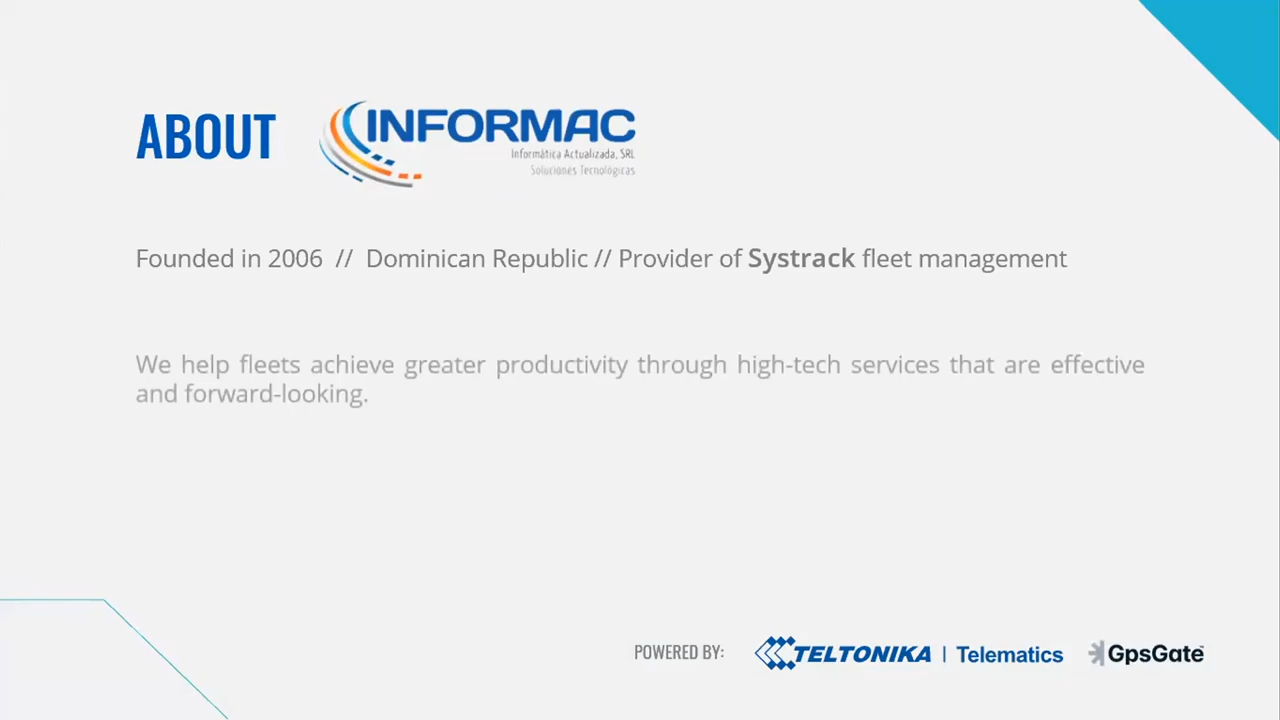 ABOUT INFORMAC
Informática Actualizada, SRL
Soluciones Tecnológicas
Founded in 2006 // Dominican Republic // Provider of Systrack fleet management
We help fleets achieve greater productivity through high-tech services that are effective
and forward-looking.
POWERED BY: TELTONIKA | Telematics GpsGate